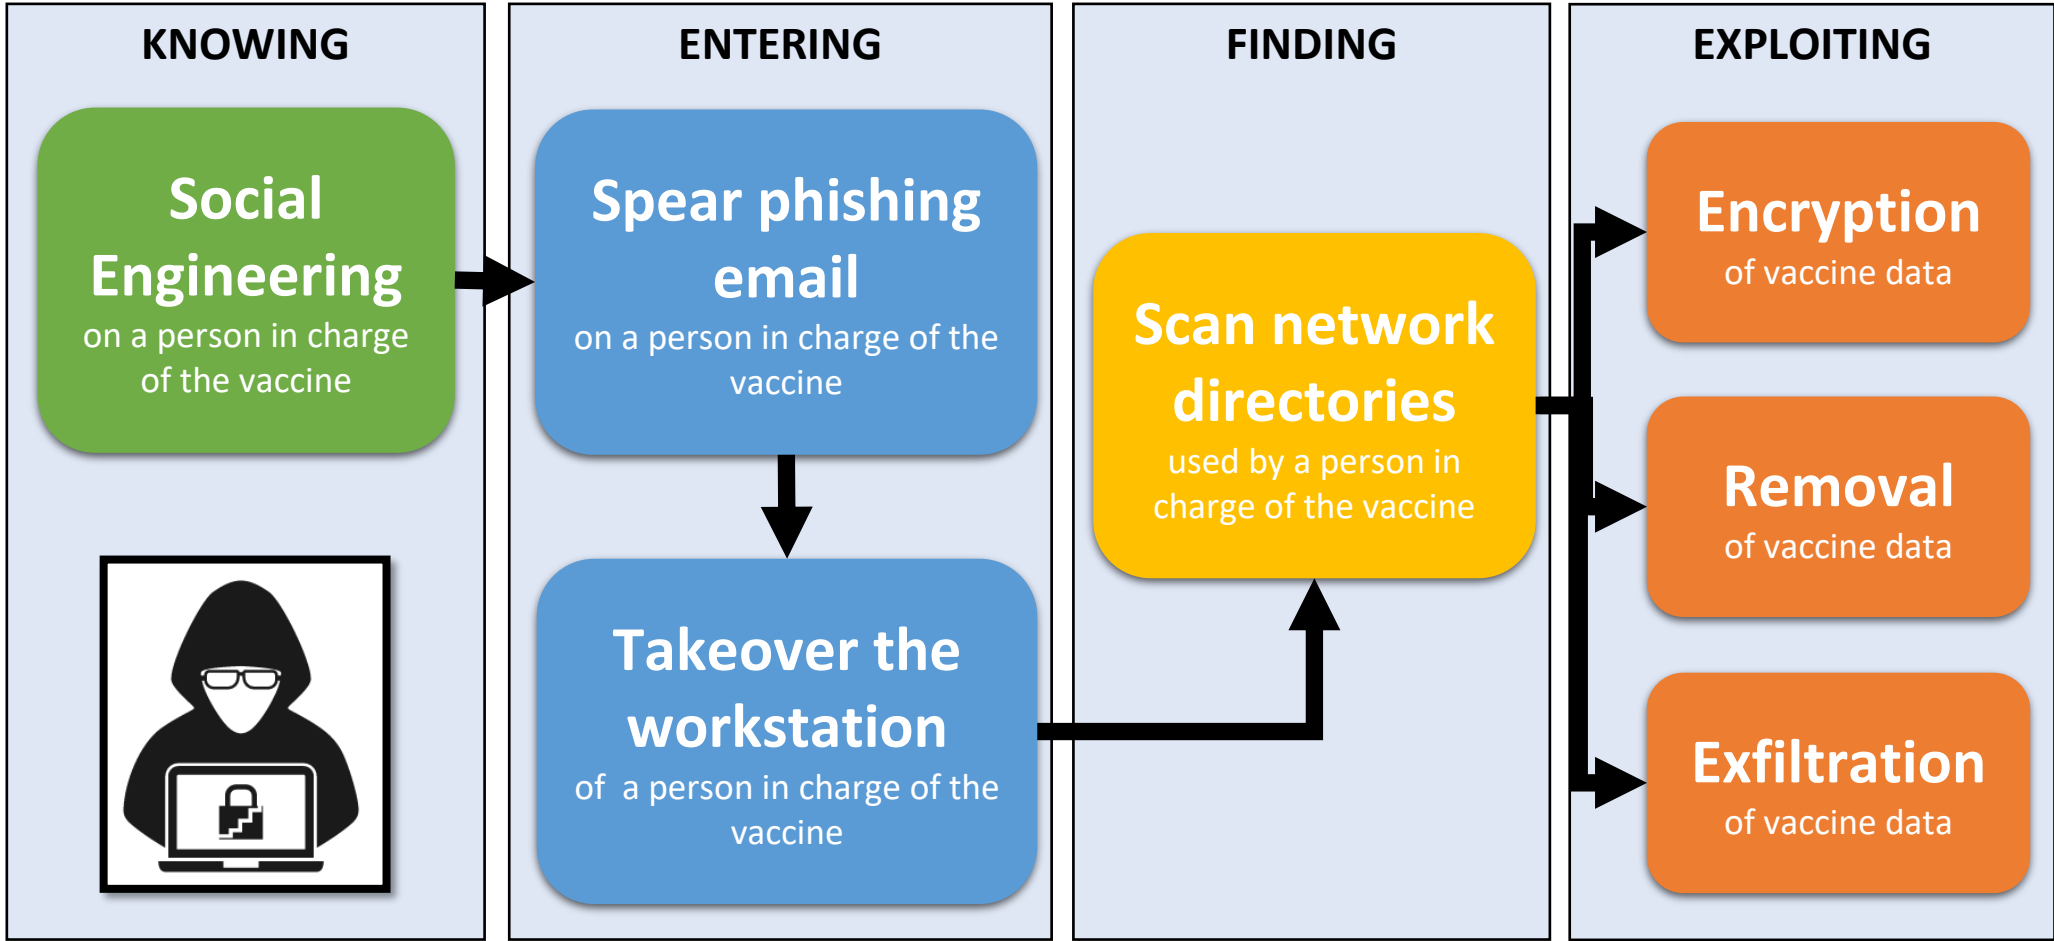 KNOWING
Social
Engineering
on a person in charge
of the vaccine
ENTERING
Spear phishing
email
on a person in charge of the
vaccine
Takeover the
workstation
of  a person in charge of the
vaccine
FINDING
Scan network
directories
used by a person in
charge of the vaccine
EXPLOITING
Encryption
of vaccine data
Removal
of vaccine data
Exfiltration
of vaccine data